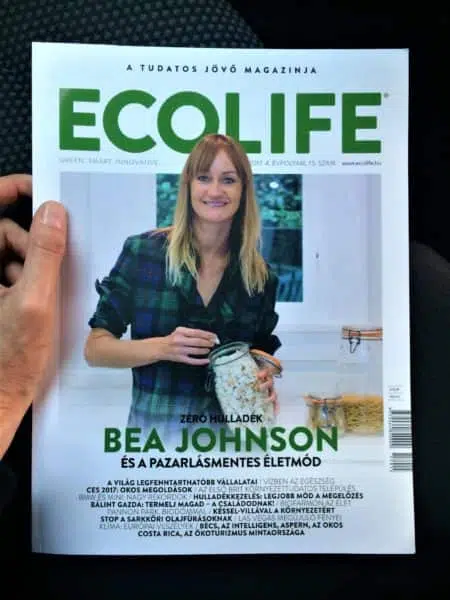 A TUDATOS JÖVŐ MAGAZINJA
ECOLIFE®
GREEN. SMART. INNOVATIVE. 2017. 4. ÉVFOLYAM, 15. SZÁM www.ecolife.hu
ZÉRÓ HULLADÉK
BEA JOHNSON
ÉS A PAZARLÁSMENTES ÉLETMÓD
A VILÁG LEGFENNTARTHATÓBB VÁLLALATAI / VÍZBEN AZ EGÉSZSÉG
CES 2017: OKOS MEGOLDÁSOK / AZ ELSŐ BRIT KÖRNYEZETTUDATOS TELEPÜLÉS
BMW ÉS MINI: NAGY REKORDOK / HULLADÉKKEZELÉS: LEGJOBB MÓD A MEGELŐZÉS
BÁLINT GAZDA: TERMELJ MAGAD – A CSALÁDODNAK! / BIOFARMON AZ ÉLET
PANNON PARK, BIODÓMMAL / KÉSSEL-VILLÁVAL A KÖRNYEZETÉRT
STOP A SARKKÖRI OLAJFÚRÁSOKNAK / LAS VEGAS MEGÚJULÓ FÉNYEI
KLÍMA: EURÓPAI VESZÉLYEK / BÉCS, AZ INTELLIGENS, ASPERN, AZ OKOS
COSTA RICA, AZ ÖKOTURIZMUS MINTAORSZÁGA